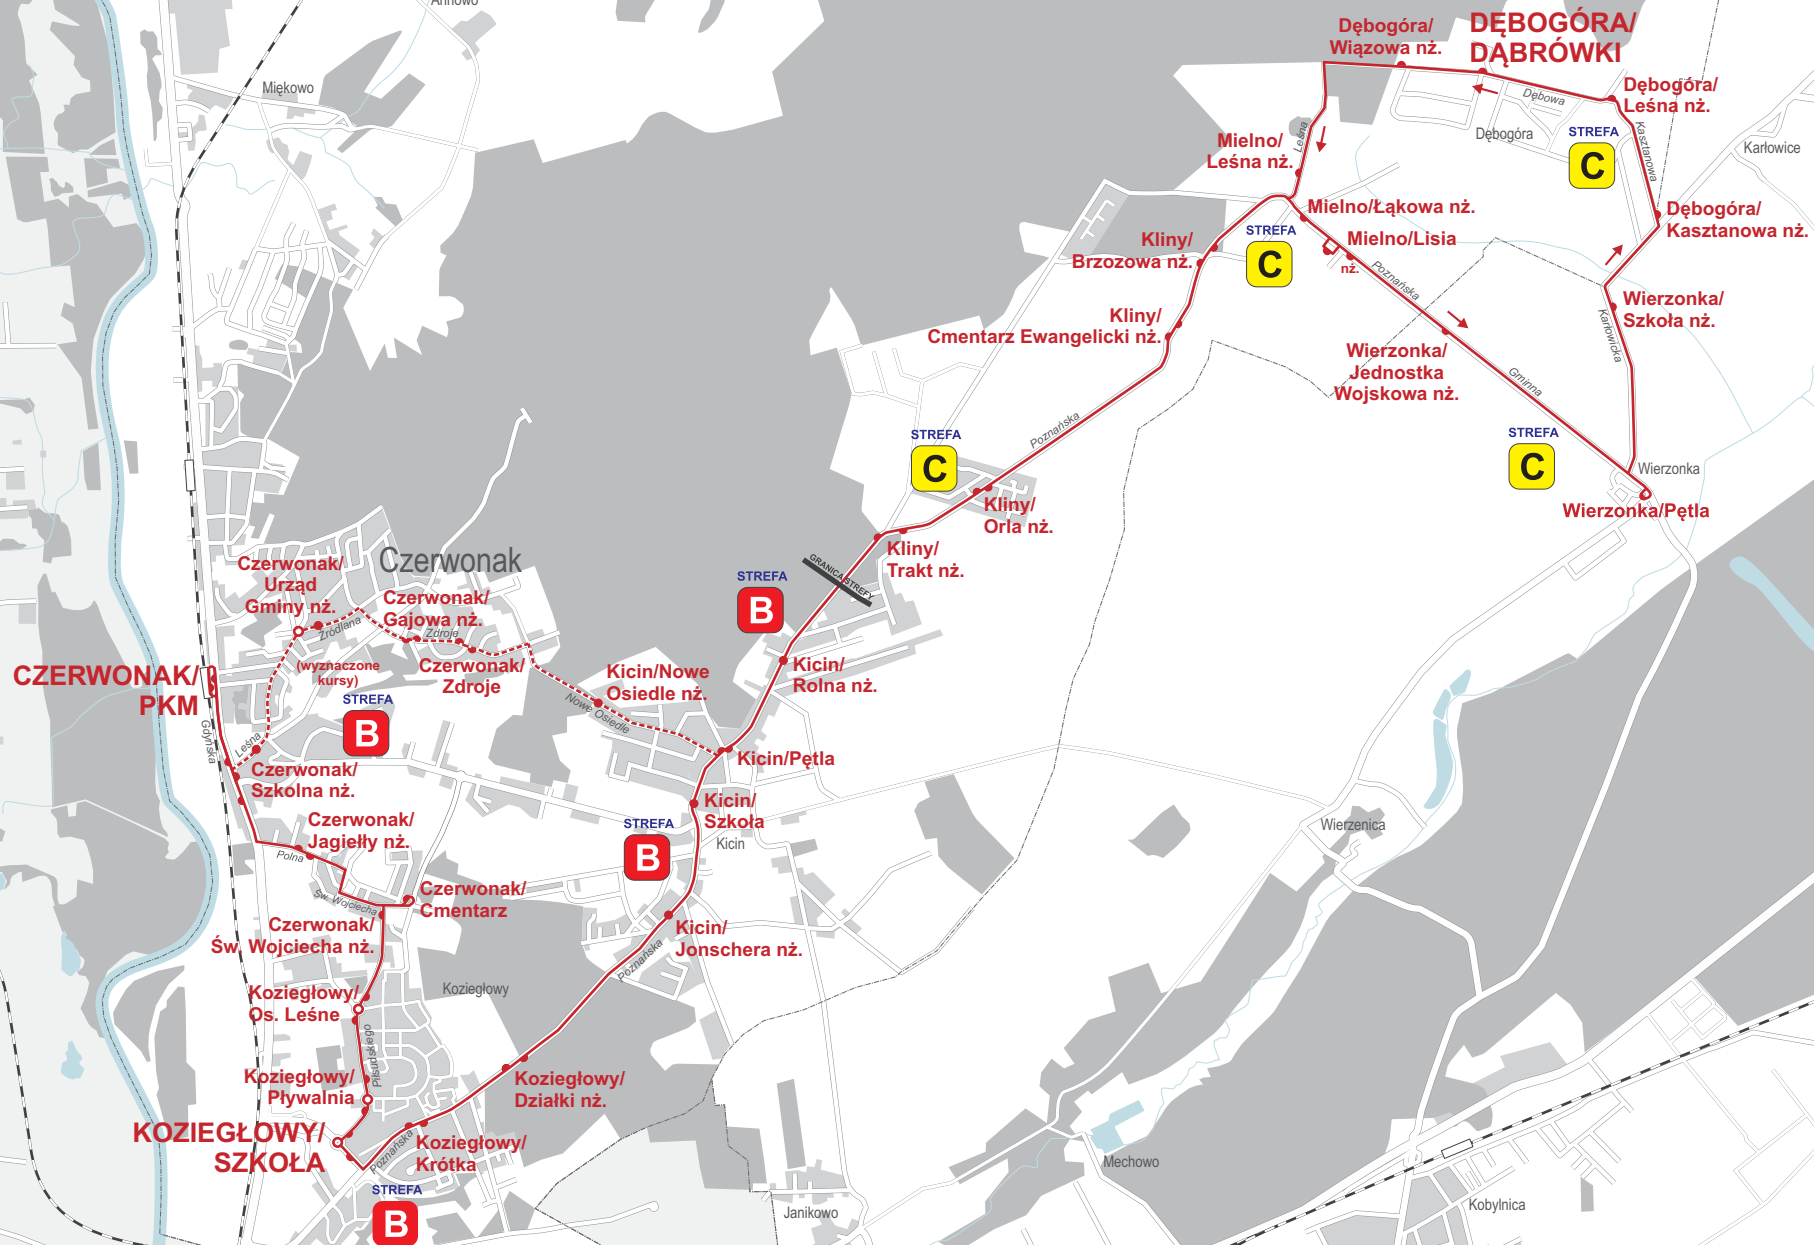 Annowo
Miękowo
Dębogóra/
Wiązowa nż.
DĘBOGÓRA/
DĄBRÓWKI
Dębowa
Dębogóra/
Leśna nż.
Dębogóra
STREFA
C
Kasztanowa
Karłowice
Leśna
Mielno/
Leśna nż.
Mielno/Łąkowa nż.
Dębogóra/
Kasztanowa nż.
STREFA
C
Mielno/Lisia
nż.
Kliny/
Brzozowa nż.
Poznańska
Wierzonka/
Szkoła nż.
Karłowicka
Kliny/
Cmentarz Ewangelicki nż.
Wierzonka/
Jednostka
Wojskowa nż.
Gminna
Poznańska
STREFA
C
STREFA
C
Wierzonka
Wierzonka/Pętla
Kliny/
Orla nż.
Kliny/
Trakt nż.
GRANICA STREFY
STREFA
B
Czerwonak
Czerwonak/
Urząd
Gminy nż.
Źródlana
Czerwonak/
Gajowa nż.
Zdroje
(wyznaczone
kursy)
Czerwonak/
Zdroje
Kicin/Nowe
Osiedle nż.
Nowe Osiedle
Kicin/
Rolna nż.
CZERWONAK/
PKM
STREFA
B
Gdyńska
Leśna
Kicin/Pętla
Czerwonak/
Szkolna nż.
Kicin/
Szkoła
Czerwonak/
Jagiełły nż.
Polna
STREFA
B
Kicin
Wierzenica
Św. Wojciecha
Czerwonak/
Cmentarz
Czerwonak/
Św. Wojciecha nż.
Kicin/
Jonschera nż.
Poznańska
Koziegłowy
Koziegłowy/
Os. Leśne
Piłsudskiego
Koziegłowy/
Pływalnia
Koziegłowy/
Działki nż.
KOZIEGŁOWY/
SZKOŁA
Poznańska
Koziegłowy/
Krótka
STREFA
B
Mechowo
Janikowo
Kobylnica